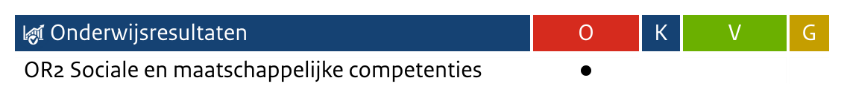 Onderwijsresultaten O K V G
OR2 Sociale en maatschappelijke competenties ●